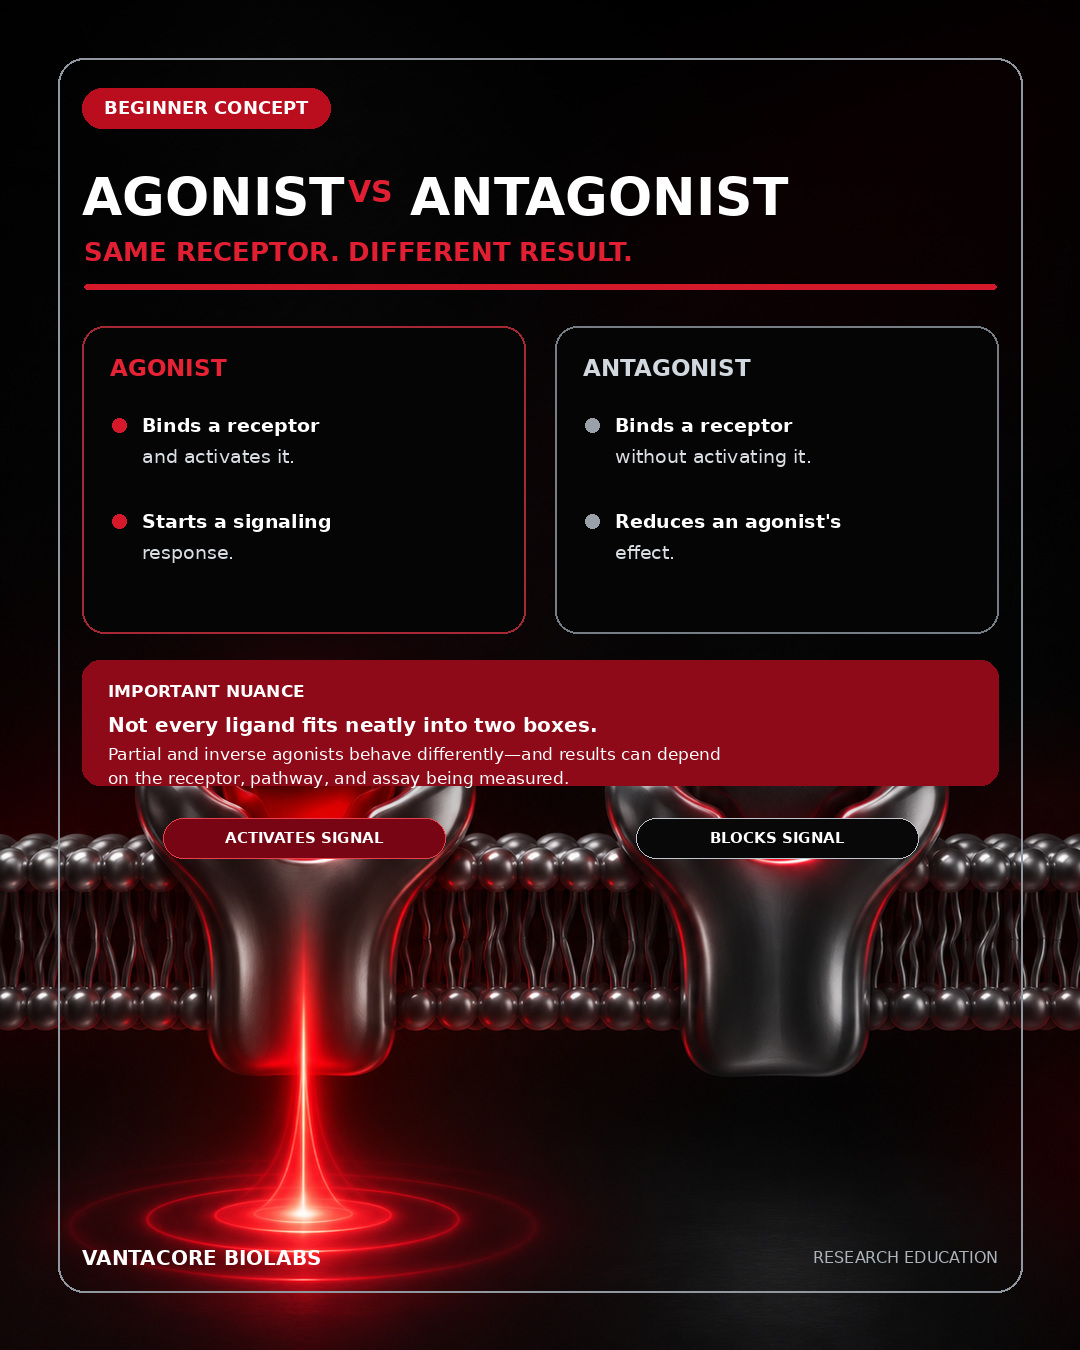 BEGINNER CONCEPT
AGONIST VS ANTAGONIST
SAME RECEPTOR. DIFFERENT RESULT.
AGONIST
Binds a receptor
and activates it.
Starts a signaling
response.
ANTAGONIST
Binds a receptor
without activating it.
Reduces an agonist's
effect.
IMPORTANT NUANCE
Not every ligand fits neatly into two boxes.
Partial and inverse agonists behave differently—and results can depend
on the receptor, pathway, and assay being measured.
ACTIVATES SIGNAL
BLOCKS SIGNAL
VANTACORE BIOLABS
RESEARCH EDUCATION